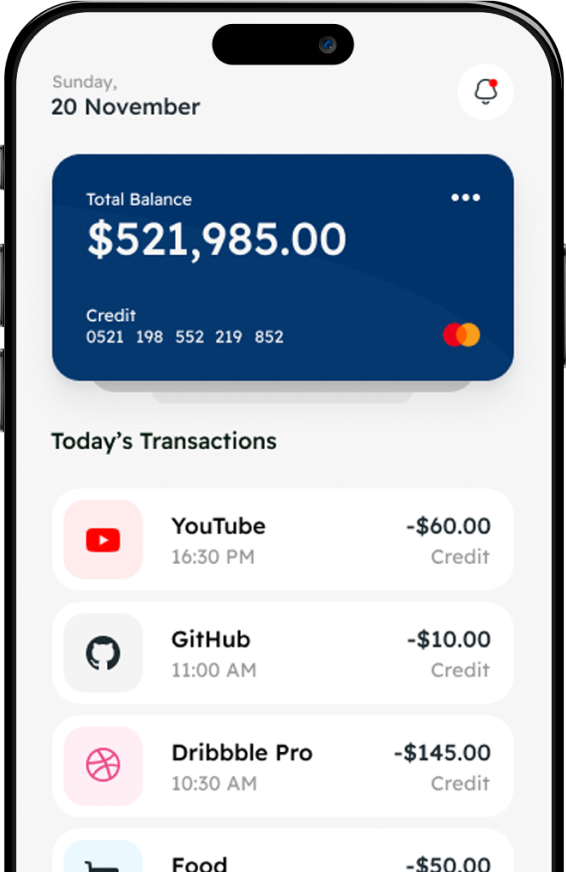 Sunday,
20 November
Total Balance
$521,985.00
Credit
0521 198 552 219 852
Today’s Transactions
YouTube -$60.00
16:30 PM Credit
GitHub -$10.00
11:00 AM Credit
Dribbble Pro -$145.00
10:30 AM Credit
Food -$50.00